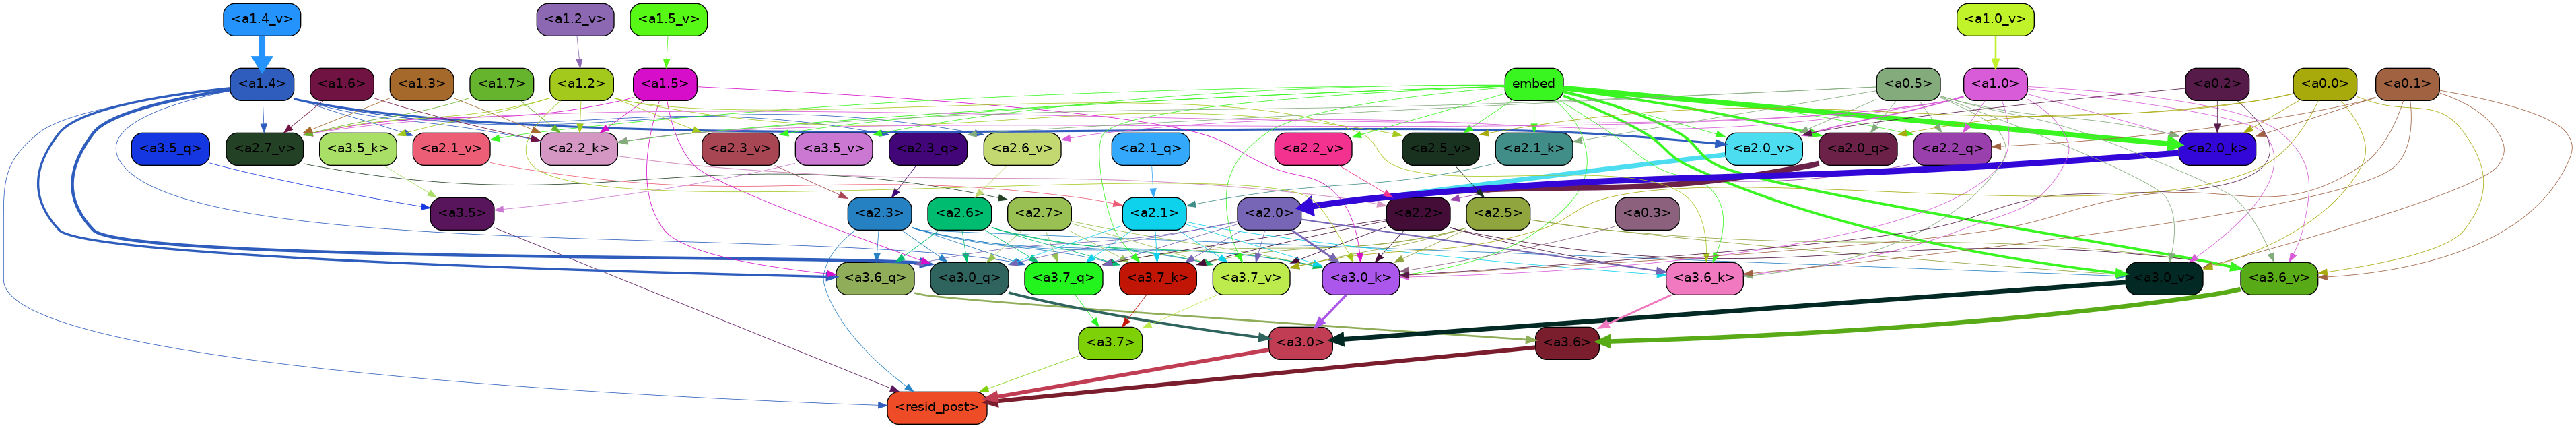 <a1.4_v> <a1.2_v> <a1.5_v> <a1.0_v>
<a1.4> <a1.6> <a1.3> <a1.7> <a1.2> <a1.5> embed <a0.5> <a1.0> <a0.2> <a0.0> <a0.1>
<a3.5_q> <a2.7_v> <a3.5_k> <a2.1_v> <a2.2_k> <a2.3_v> <a3.5_v> <a2.3_q> <a2.6_v> <a2.1_q> <a2.2_v> <a2.5_v> <a2.1_k> <a2.0_v> <a2.0_q> <a2.2_q> <a2.0_k>
<a3.5> <a2.3> <a2.6> <a2.7> <a2.1> <a2.0> <a2.2> <a2.5> <a0.3>
<a3.6_q> <a3.0_q> <a3.7_q> <a3.7_k> <a3.7_v> <a3.0_k> <a3.6_k> <a3.0_v> <a3.6_v>
<a3.7> <a3.0> <a3.6>
<resid_post>